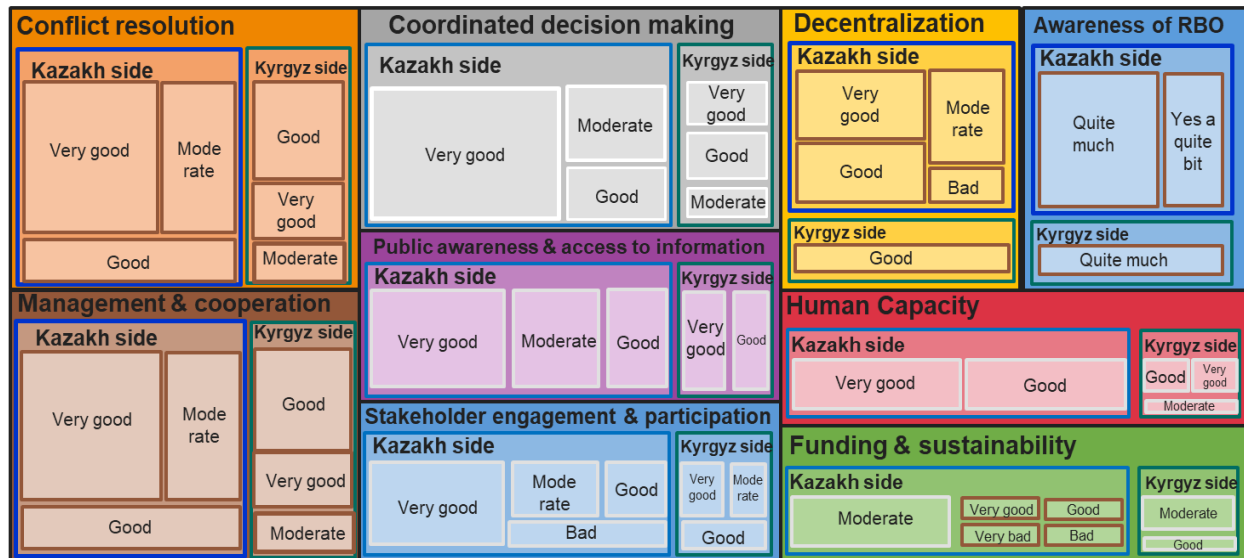 Conflict resolution
Kazakh side
Very good
Mode
rate
Good
Kyrgyz side
Good
Very
good
Moderate
Management & cooperation
Kazakh side
Very good
Mode
rate
Good
Kyrgyz side
Good
Very good
Moderate
Coordinated decision making
Kazakh side
Very good
Moderate
Good
Kyrgyz side
Very
good
Good
Moderate
Public awareness & access to information
Kazakh side
Very good
Moderate
Good
Kyrgyz side
Very
good
Good
Stakeholder engagement & participation
Kazakh side
Very good
Mode
rate
Good
Bad
Kyrgyz side
Very
good
Mode
rate
Good
Decentralization
Kazakh side
Very
good
Good
Mode
rate
Bad
Kyrgyz side
Good
Awareness of RBO
Kazakh side
Quite
much
Yes a
quite
bit
Kyrgyz side
Quite much
Human Capacity
Kazakh side
Very good
Good
Kyrgyz side
Good
Very
good
Moderate
Funding & sustainability
Kazakh side
Moderate
Very good
Good
Very bad
Bad
Kyrgyz side
Moderate
Good